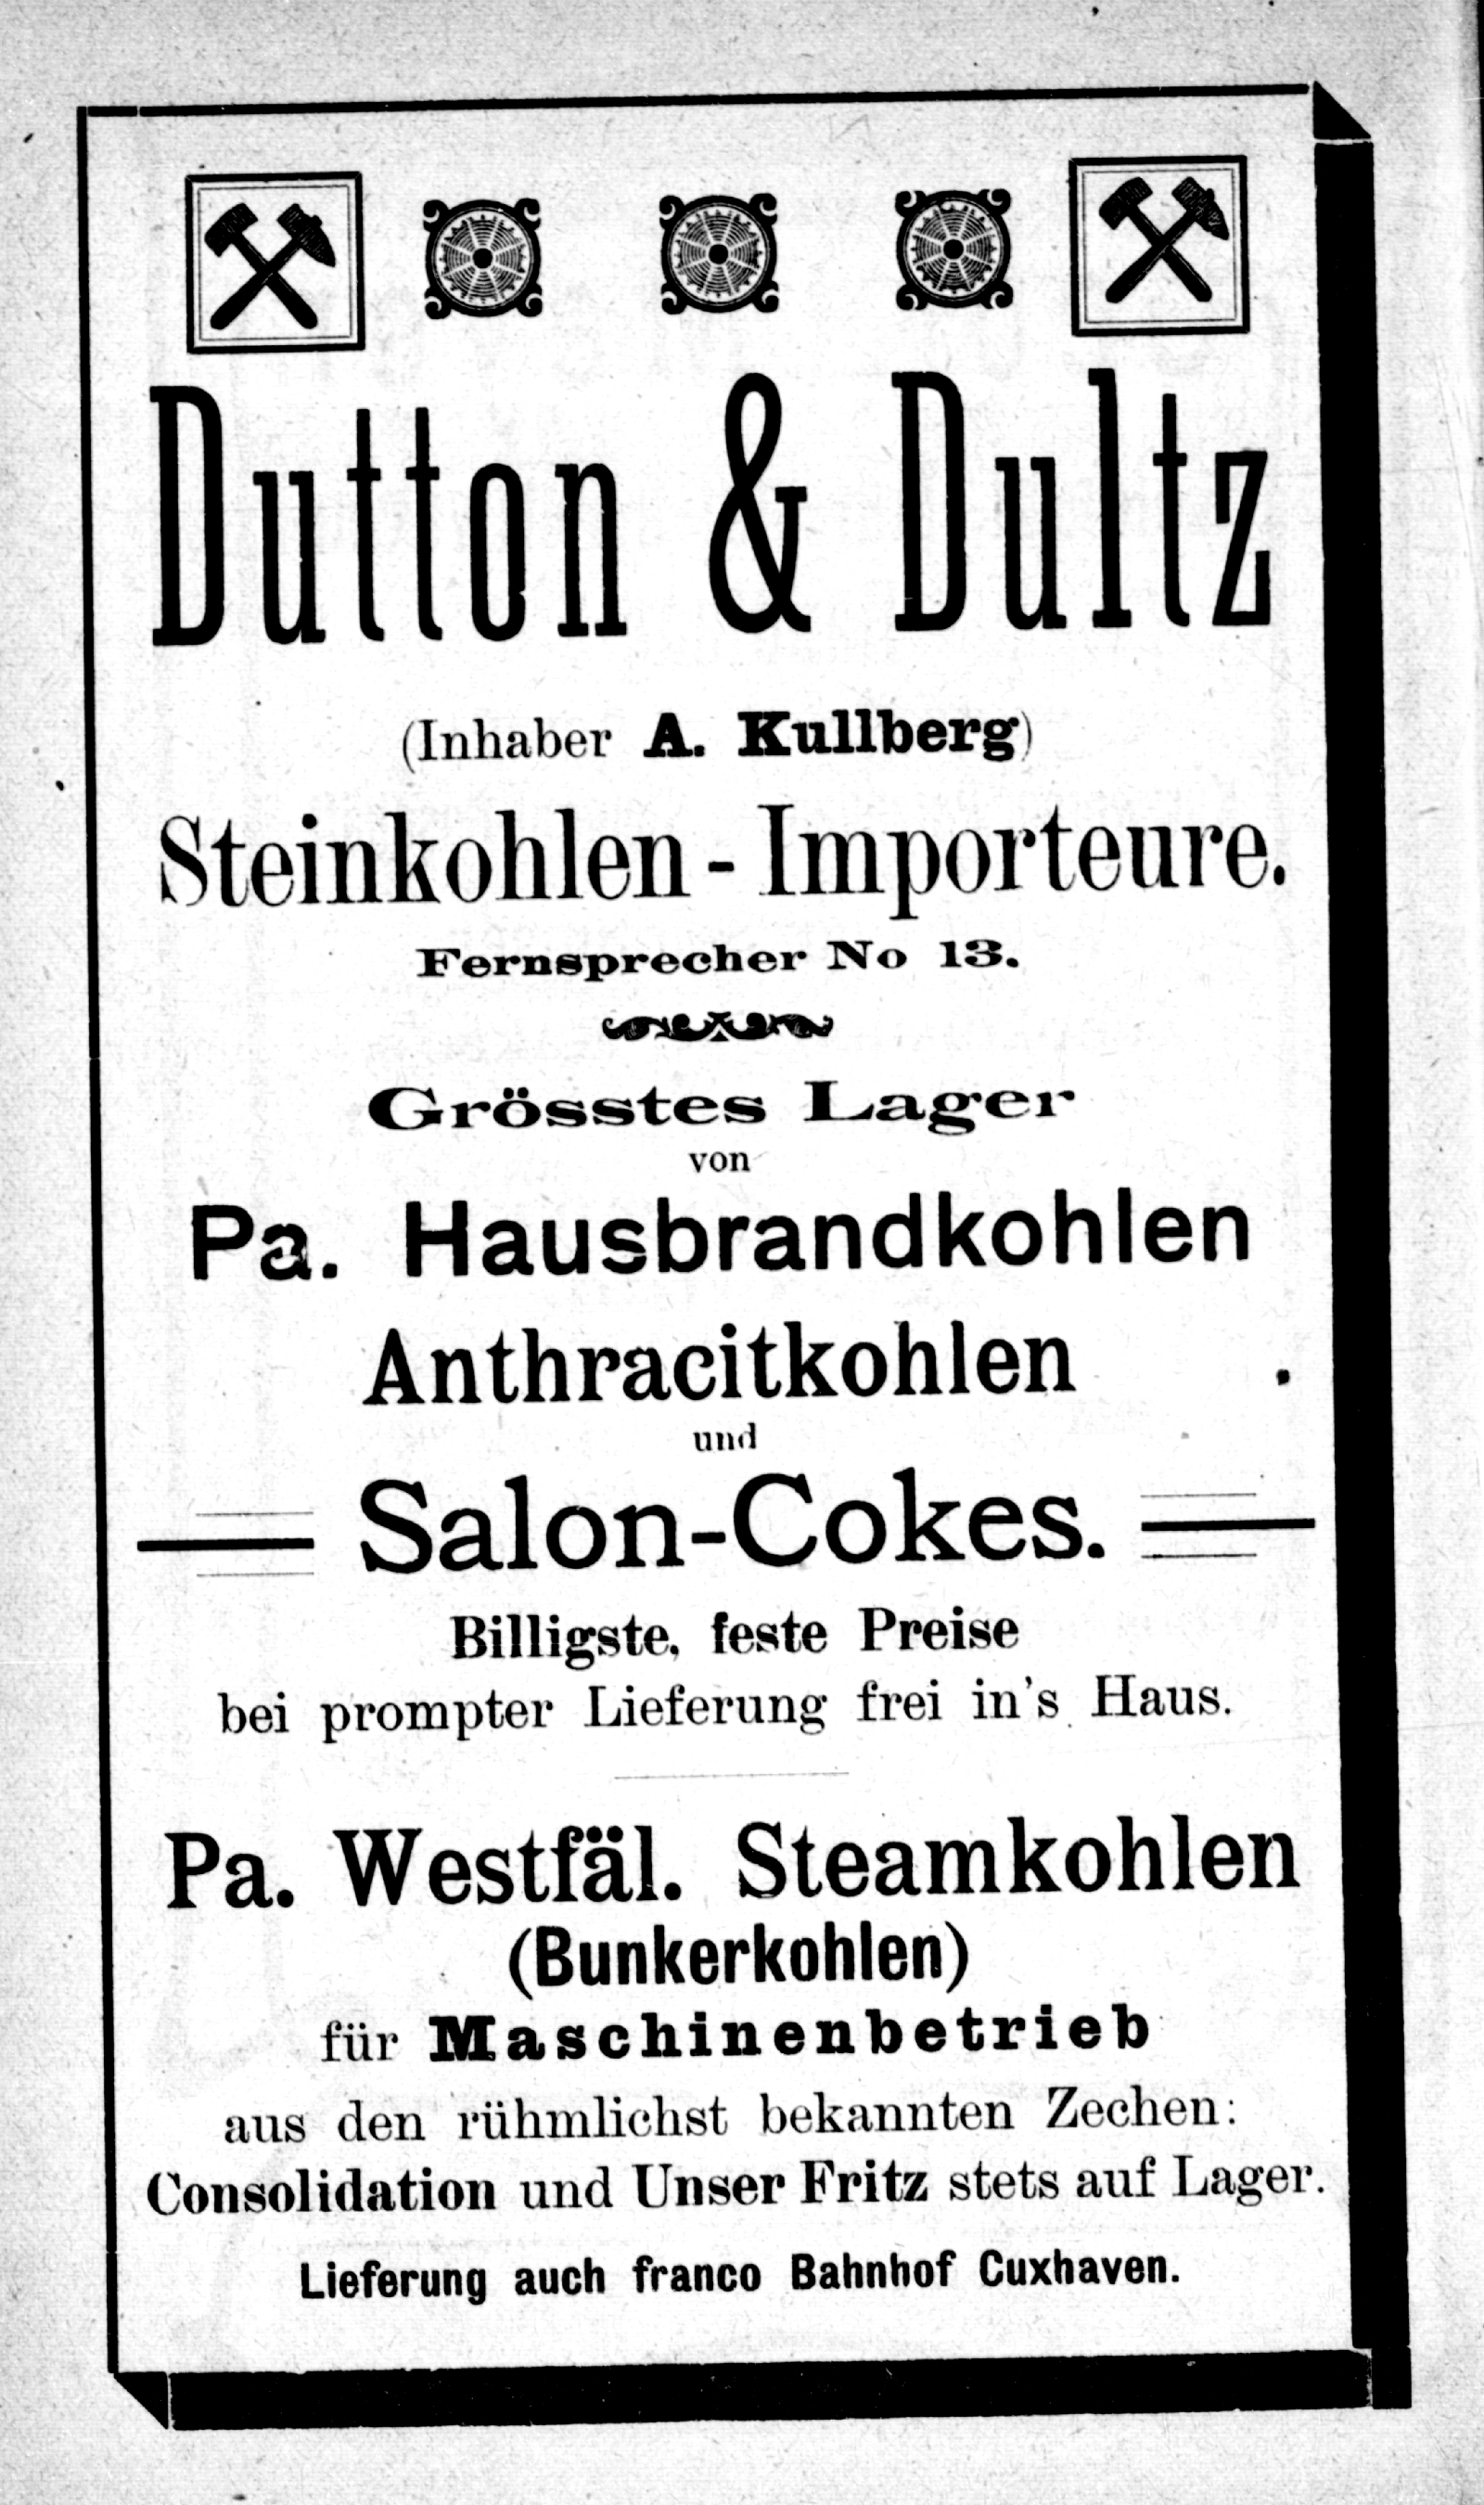 Dutton & Dultz
(Inhaber A. Kullberg)
Steinkohlen-Importeure.
Fernsprecher No 13.
Grösstes Lager
von
Pa. Hausbrandkohlen
Anthracitkohlen
und
Salon-Cokes.
Billigste, feste Preise
bei prompter Lieferung frei in's Haus.
Pa. Westfäl. Steamkohlen
(Bunkerkohlen)
für Maschinenbetrieb
aus den rühmlichst bekannten Zechen:
Consolidation und Unser Fritz stets auf Lager.
Lieferung auch franco Bahnhof Cuxhaven.